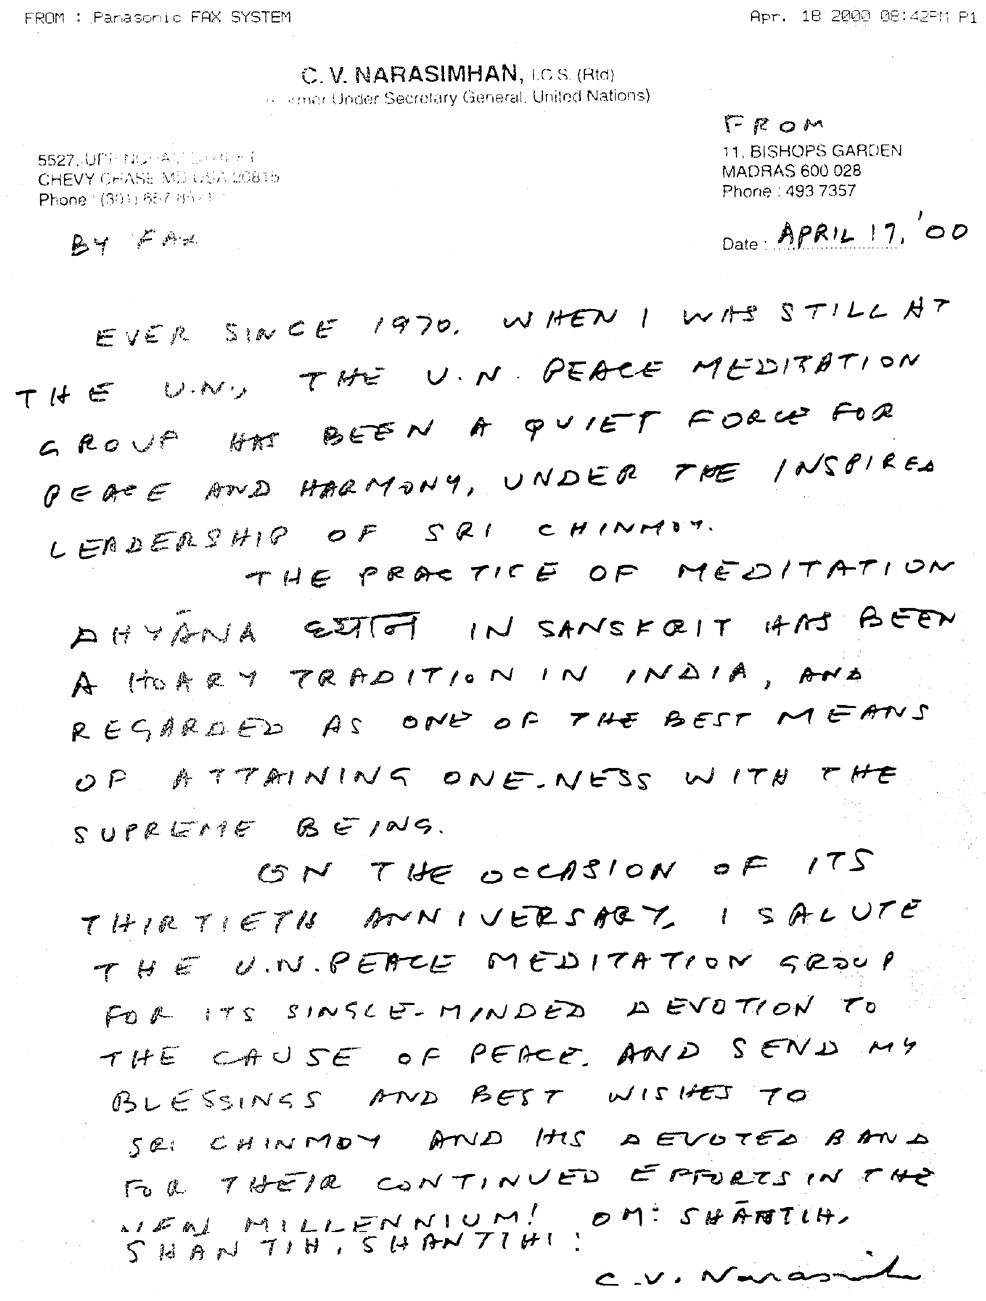 FROM : Panasonic FAX SYSTEM
Apr. 18 2000 08:42PM P1
C. V. NARASIMHAN, I.C.S. (Rtd)
Under Secretary General, United Nations)
FROM
5527,
CHEVY CHASE MD USA 20815
Phone : (301) 657
11, BISHOPS GARDEN
MADRAS 600 028
Phone : 493 7357
BY FAX
Date : APRIL 17, '00
EVER SINCE 1970, WHEN I WAS STILL AT
THE U.N., THE U.N. PEACE MEDITATION
GROUP HAS BEEN A QUIET FORCE FOR
PEACE AND HARMONY, UNDER THE INSPIRED
LEADERSHIP OF SRI CHINMOY.
THE PRACTICE OF MEDITATION
DHYĀNA ध्यान IN SANSKRIT HAS BEEN
A HOARY TRADITION IN INDIA, AND
REGARDED AS ONE OF THE BEST MEANS
OF ATTAINING ONE-NESS WITH THE
SUPREME BEING.
ON THE OCCASION OF ITS
THIRTIETH ANNIVERSARY, I SALUTE
THE U.N. PEACE MEDITATION GROUP
FOR ITS SINGLE-MINDED DEVOTION TO
THE CAUSE OF PEACE. AND SEND MY
BLESSINGS AND BEST WISHES TO
SRI CHINMOY AND HIS DEVOTED BAND
FOR THEIR CONTINUED EFFORTS IN THE
NEW MILLENNIUM! OM: SHĀNTIH,
SHANTIH, SHANTIHI!
C.V. Narasimhan